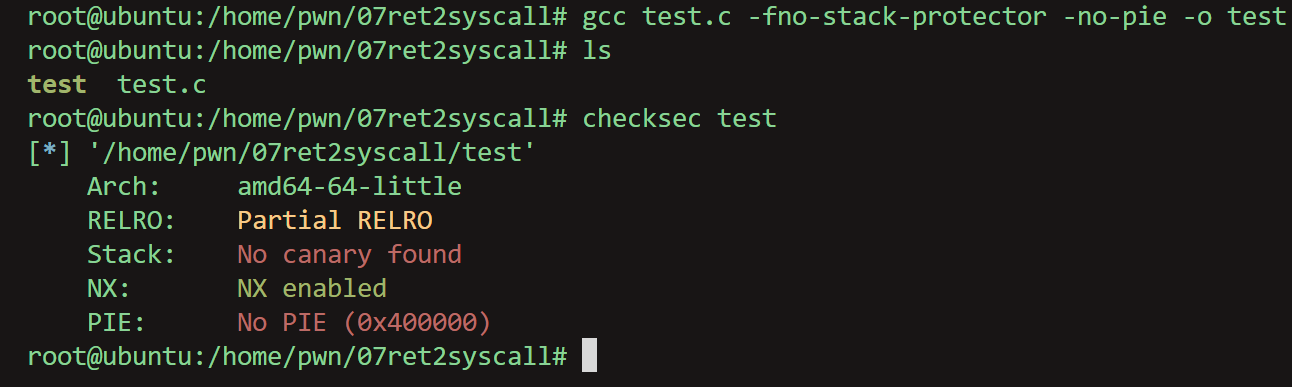 root@ubuntu:/home/pwn/07ret2syscall# gcc test.c -fno-stack-protector -no-pie -o test
root@ubuntu:/home/pwn/07ret2syscall# ls
test  test.c
root@ubuntu:/home/pwn/07ret2syscall# checksec test
[*] '/home/pwn/07ret2syscall/test'
    Arch:     amd64-64-little
    RELRO:    Partial RELRO
    Stack:    No canary found
    NX:       NX enabled
    PIE:      No PIE (0x400000)
root@ubuntu:/home/pwn/07ret2syscall#